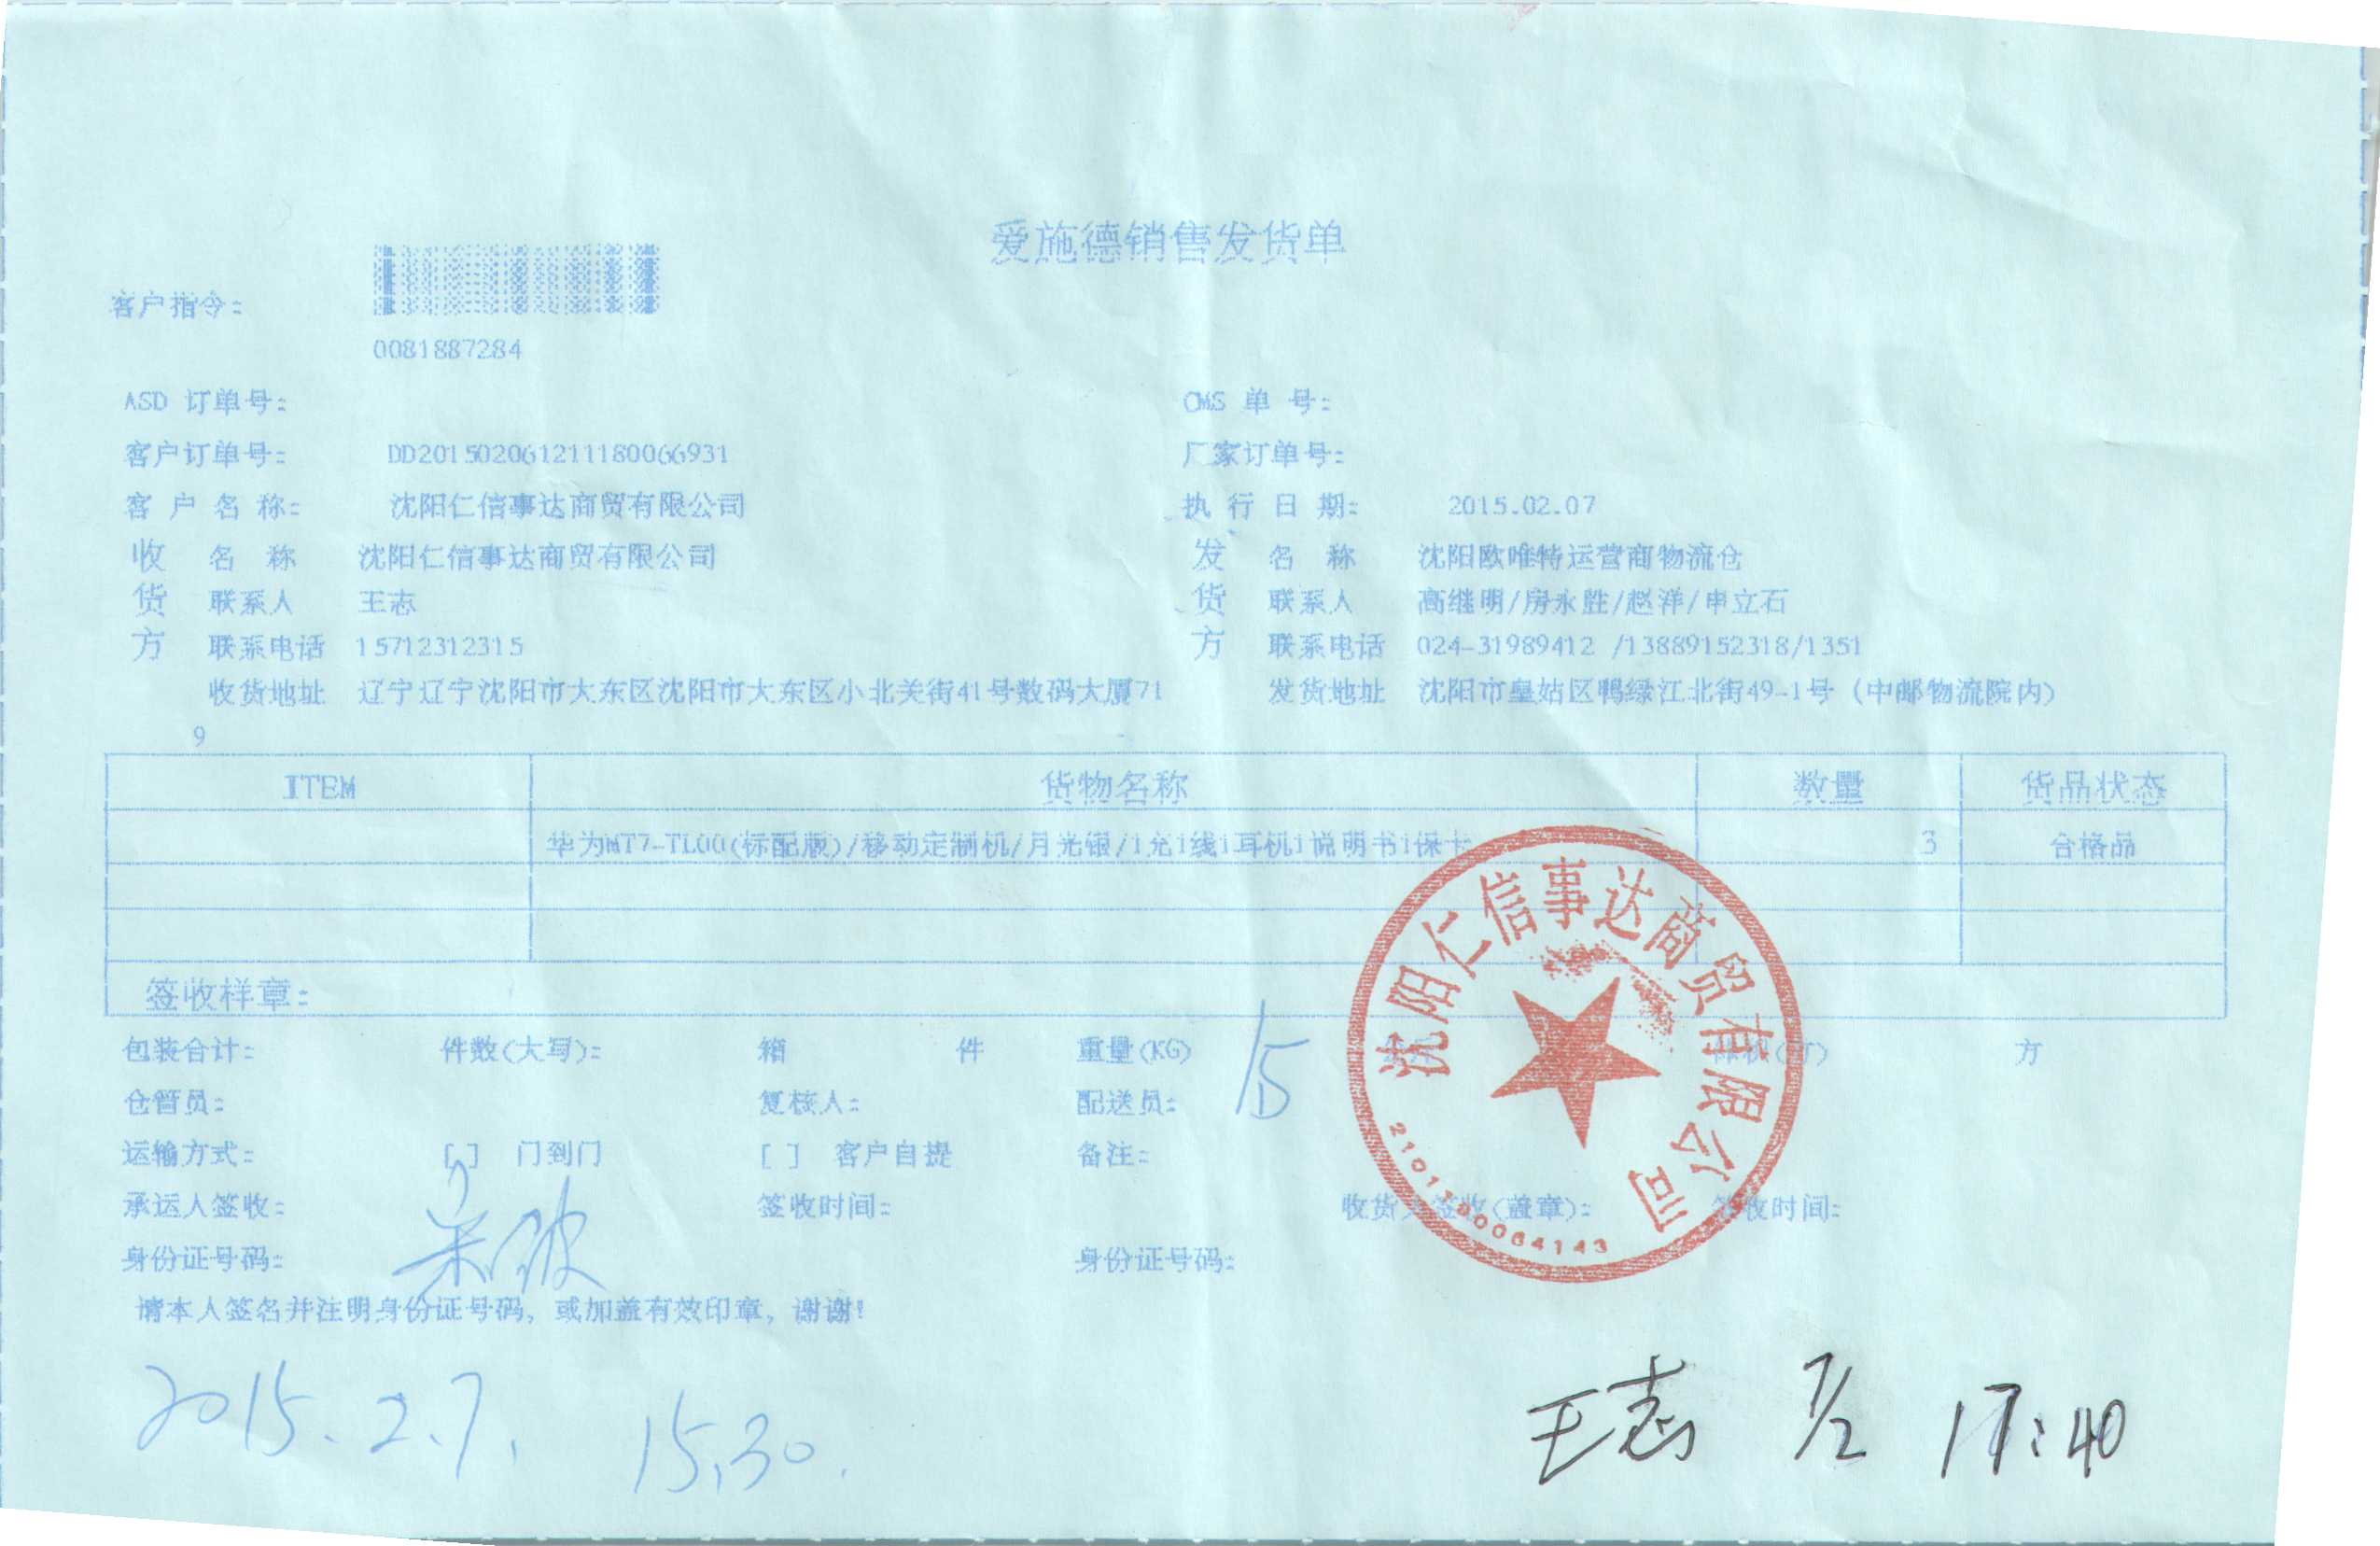 爱施德销售发货单
客户指令:
0081887284
ASD 订单号: CMS 单 号:
客户订单号: DD2015020612111180066931 厂家订单号:
客 户 名 称: 沈阳仁信事达商贸有限公司 执 行 日 期: 2015.02.07
收 名 称 沈阳仁信事达商贸有限公司 发 名 称 沈阳欧唯特运营商物流仓
货 联系人 王志 货 联系人 高继明/房永胜/赵洋/申立石
方 联系电话 15712312315 方 联系电话 024-31989412 /13889152318/1351
收货地址 辽宁辽宁沈阳市大东区沈阳市大东区小北关街41号数码大厦71 发货地址 沈阳市皇姑区鸭绿江北街49-1号 (中邮物流院内)
9
ITEM 货物名称 数量 货品状态
华为MT7-TL00(标配版)/移动定制机/月光银/1充1线1耳机1说明书1保卡 3 合格品
沈阳仁信事达商贸有限公司
签收样章:
包装合计: 件数(大写): 箱 件 重量(KG) 15 方
仓管员: 复核人: 配送员:
运输方式: [ ] 门到门 [ ] 客户自提 备注:
承运人签收: 签收时间: 收货人签收(盖章): 签收时间:
身份证号码: 身份证号码:
请本人签名并注明身份证号码, 或加盖有效印章, 谢谢!
2015.2.7. 15.30. 王志 7/2 17:40